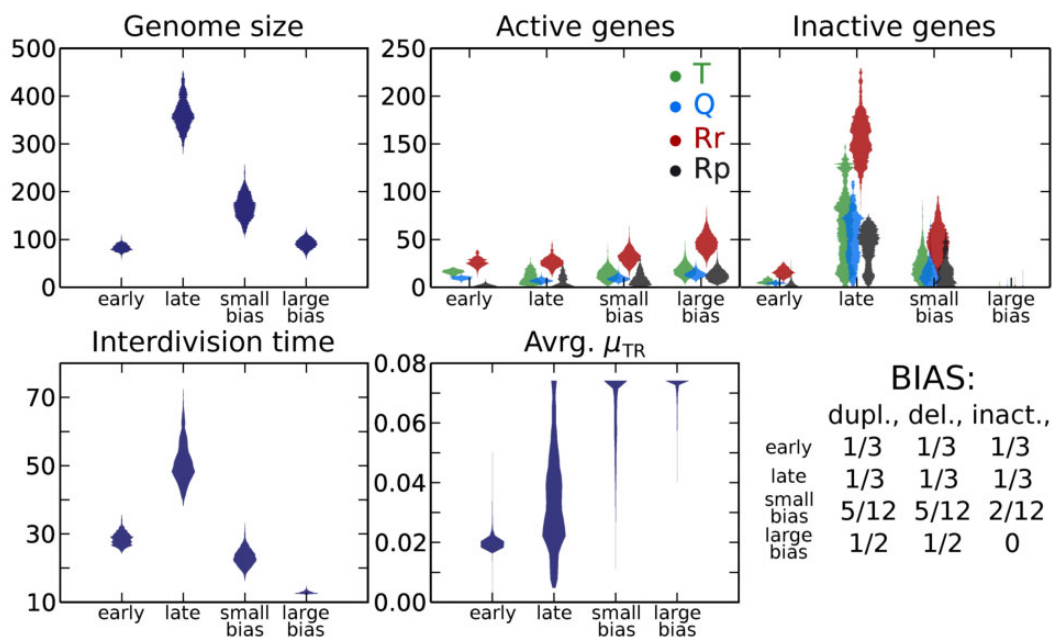 Genome size
500
400
300
200
100
0
early
late
small
bias
large
bias
Active genes
250
200
150
100
50
0
T
Q
Rr
Rp
early
late
small
bias
large
bias
Inactive genes
early
late
small
bias
large
bias
Interdivision time
70
50
30
10
early
late
small
bias
large
bias
Avrg. μTR
0.08
0.06
0.04
0.02
0.00
early
late
small
bias
large
bias
BIAS:
dupl., del., inact.,
early 1/3 1/3 1/3
late 1/3 1/3 1/3
small
bias 5/12 5/12 2/12
large
bias 1/2 1/2 0